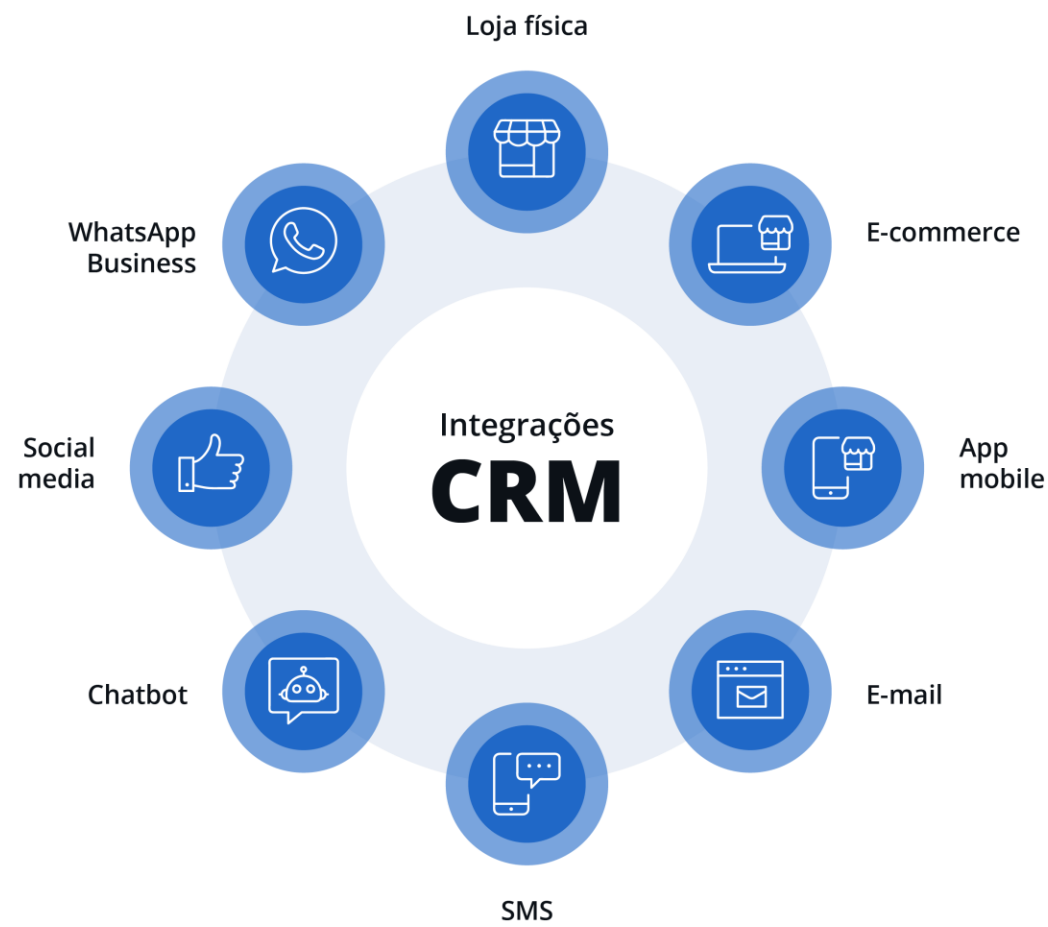 Loja física
WhatsApp
Business
E-commerce
Integrações
CRM
Social
media
App
mobile
Chatbot
E-mail
SMS